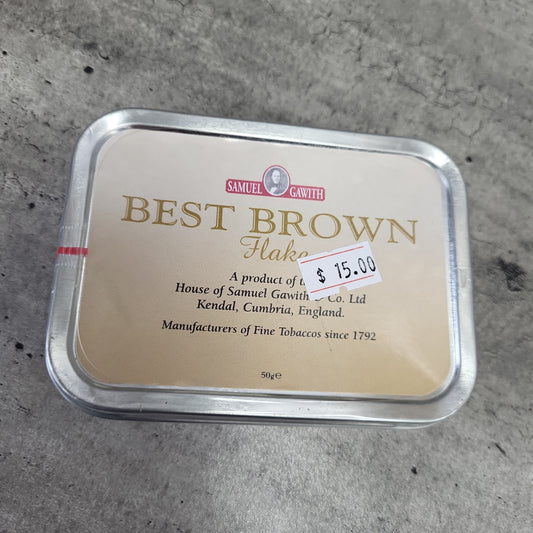 SAMUEL GAWITH
BEST BROWN
Flake
$ 15.00
A product of
House of Samuel Gawith & Co. Ltd
Kendal, Cumbria, England.
Manufacturers of Fine Tobaccos since 1792
50g℮